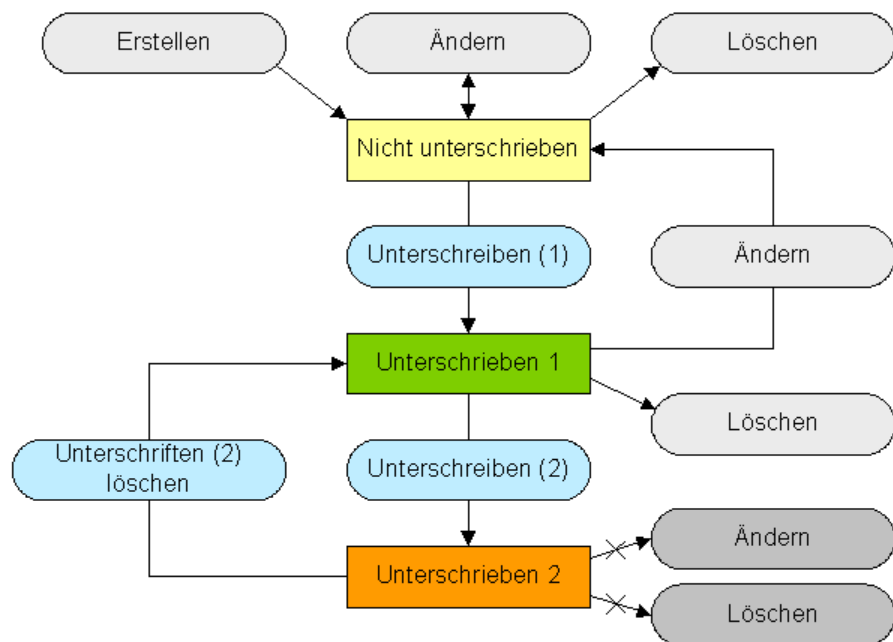 Erstellen
Ändern
Löschen
Nicht unterschrieben
Unterschreiben (1)
Ändern
Unterschrieben 1
Löschen
Unterschriften (2)
löschen
Unterschreiben (2)
Ändern
Unterschrieben 2
Löschen